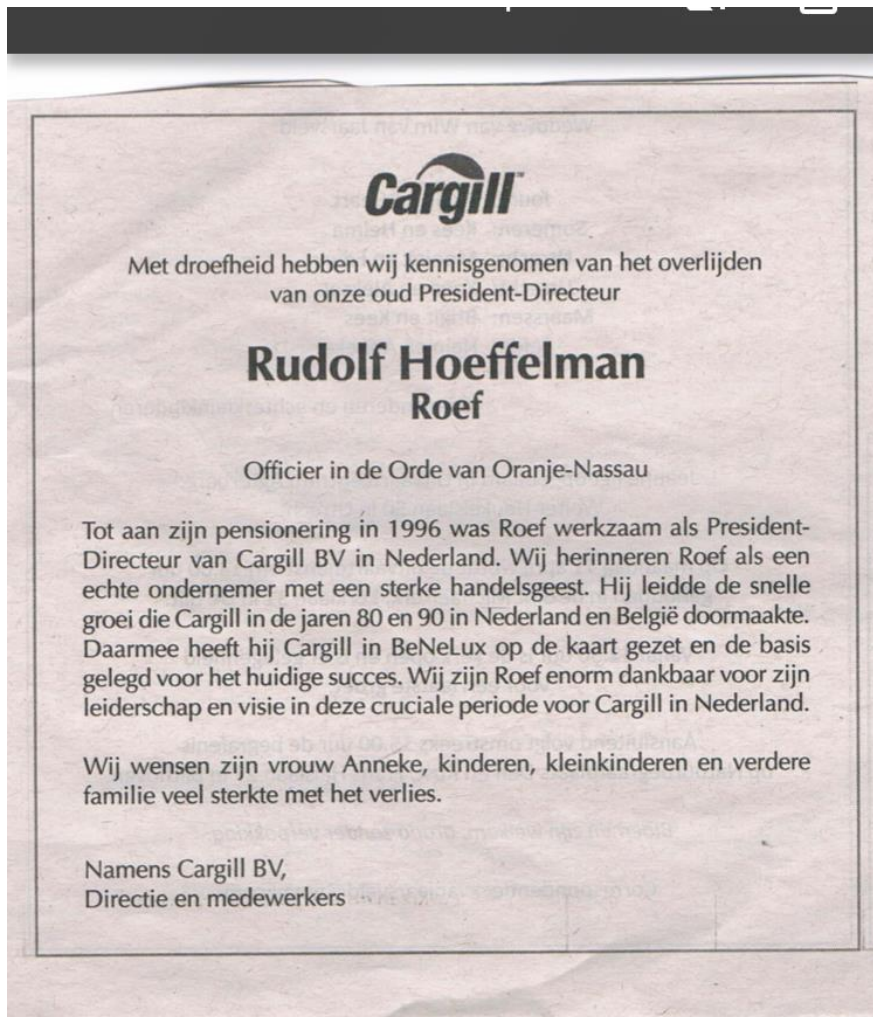 Cargill™
Met droefheid hebben wij kennisgenomen van het overlijden
van onze oud President-Directeur
Rudolf Hoeffelman
Roef
Officier in de Orde van Oranje-Nassau
Tot aan zijn pensionering in 1996 was Roef werkzaam als President-
Directeur van Cargill BV in Nederland. Wij herinneren Roef als een
echte ondernemer met een sterke handelsgeest. Hij leidde de snelle
groei die Cargill in de jaren 80 en 90 in Nederland en België doormaakte.
Daarmee heeft hij Cargill in BeNeLux op de kaart gezet en de basis
gelegd voor het huidige succes. Wij zijn Roef enorm dankbaar voor zijn
leiderschap en visie in deze cruciale periode voor Cargill in Nederland.
Wij wensen zijn vrouw Anneke, kinderen, kleinkinderen en verdere
familie veel sterkte met het verlies.
Namens Cargill BV,
Directie en medewerkers